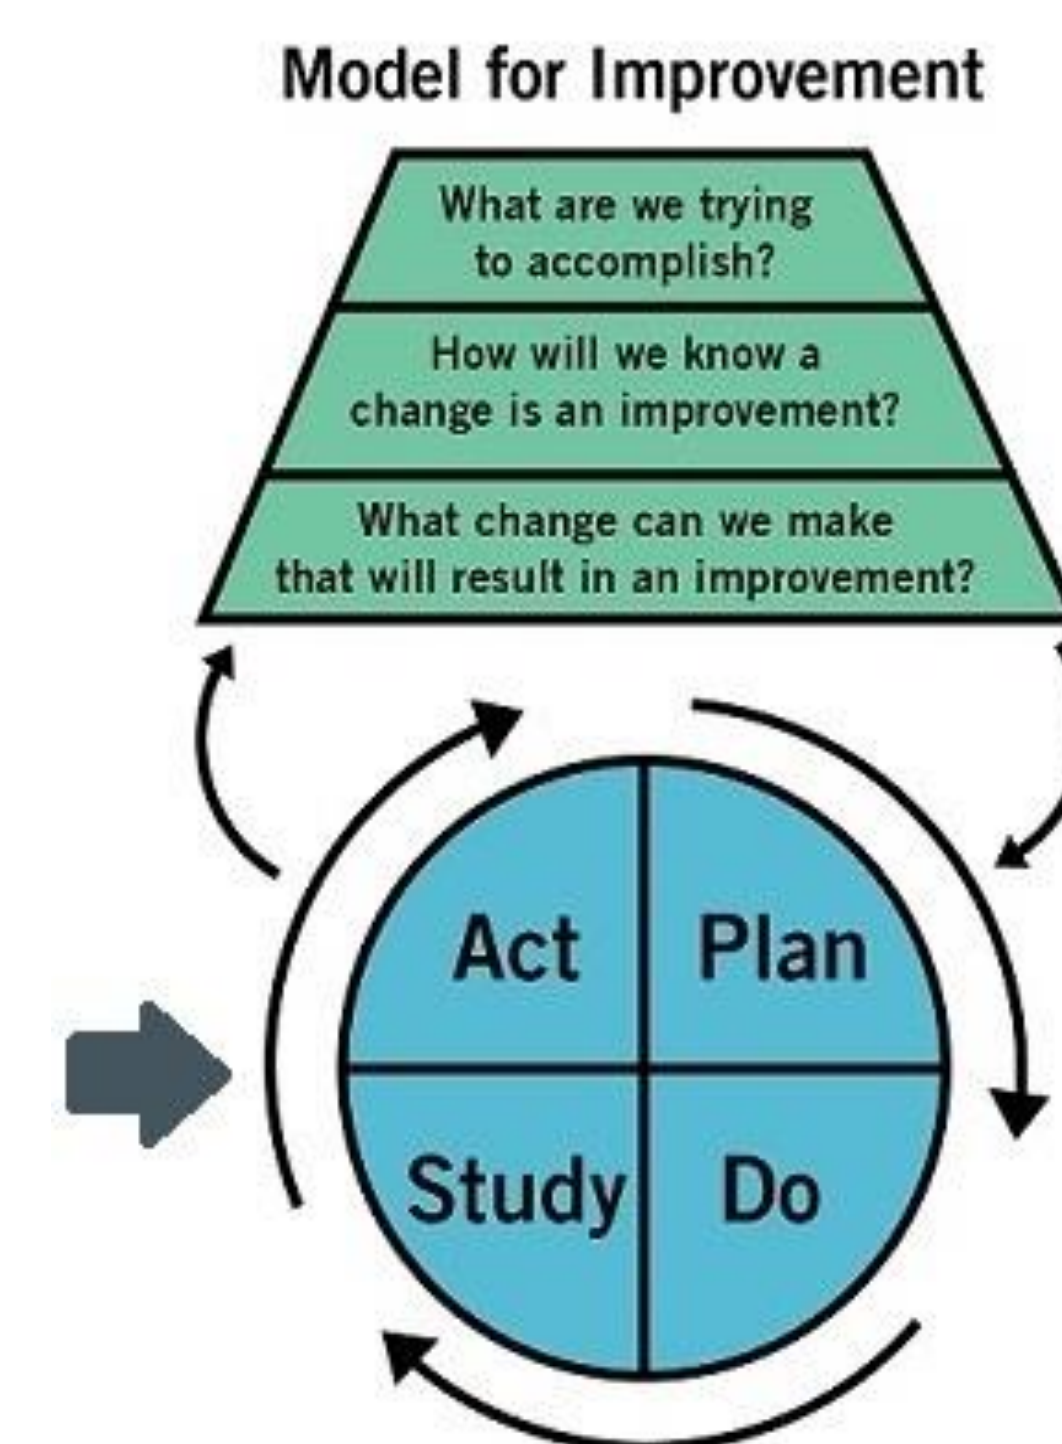 Model for Improvement
What are we trying
to accomplish?
How will we know a
change is an improvement?
What change can we make
that will result in an improvement?
Act
Plan
Study
Do